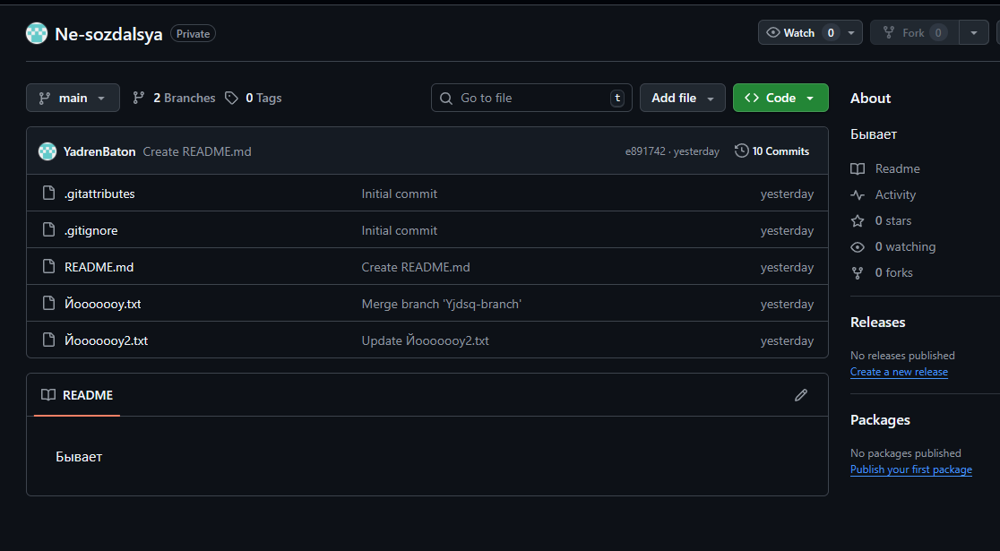 Ne-sozdalsya Private Watch 0 Fork 0
main 2 Branches 0 Tags Go to file t Add file Code
About
Бывает
YadrenBaton Create README.md e891742 · yesterday 10 Commits
Readme
.gitattributes Initial commit yesterday
Activity
0 stars
.gitignore Initial commit yesterday
0 watching
README.md Create README.md yesterday
0 forks
Йооооооу.txt Merge branch 'Yjdsq-branch' yesterday
Releases
Йооооооу2.txt Update Йооооооу2.txt yesterday
No releases published
Create a new release
README
Packages
No packages published
Бывает
Publish your first package